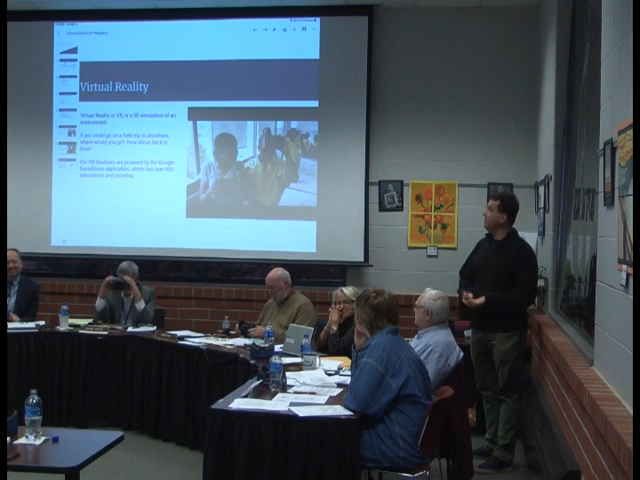 Virtual Reality
Virtual Reality or VR, is a 3D simulation of an
environment.
If you could go on a field trip to anywhere,
where would you go? How about back in
time?
Our VR headsets are powered by the Google
Expeditions application, which has over 900
simulations and counting